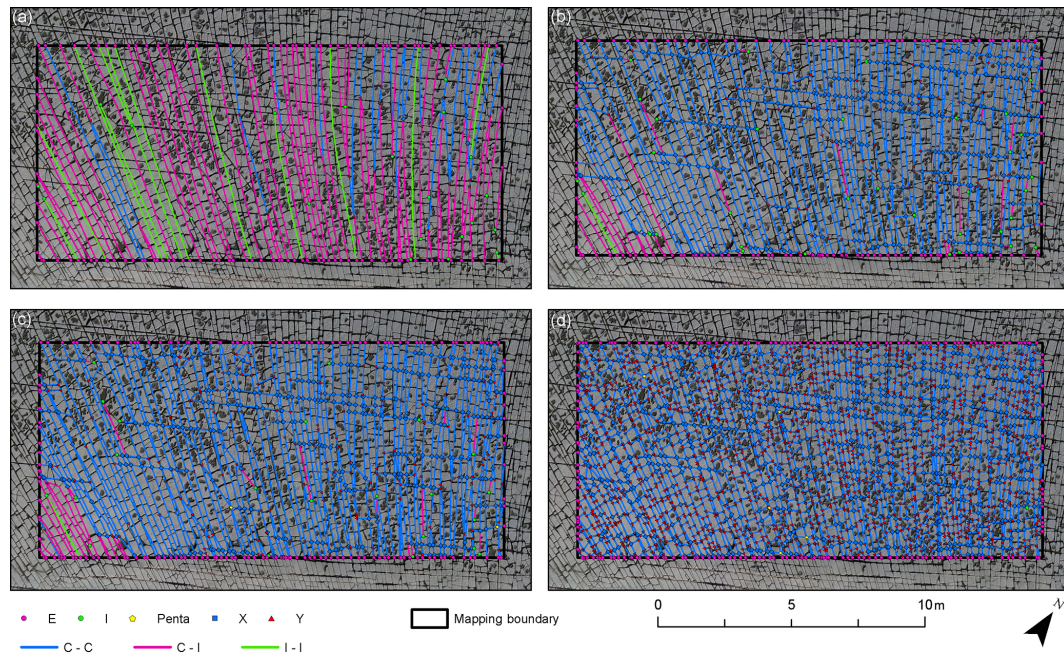 (a)
(b)
(c)
(d)
E I Penta X Y
Mapping boundary
C - C C - I I - I
0 5 10 m
N